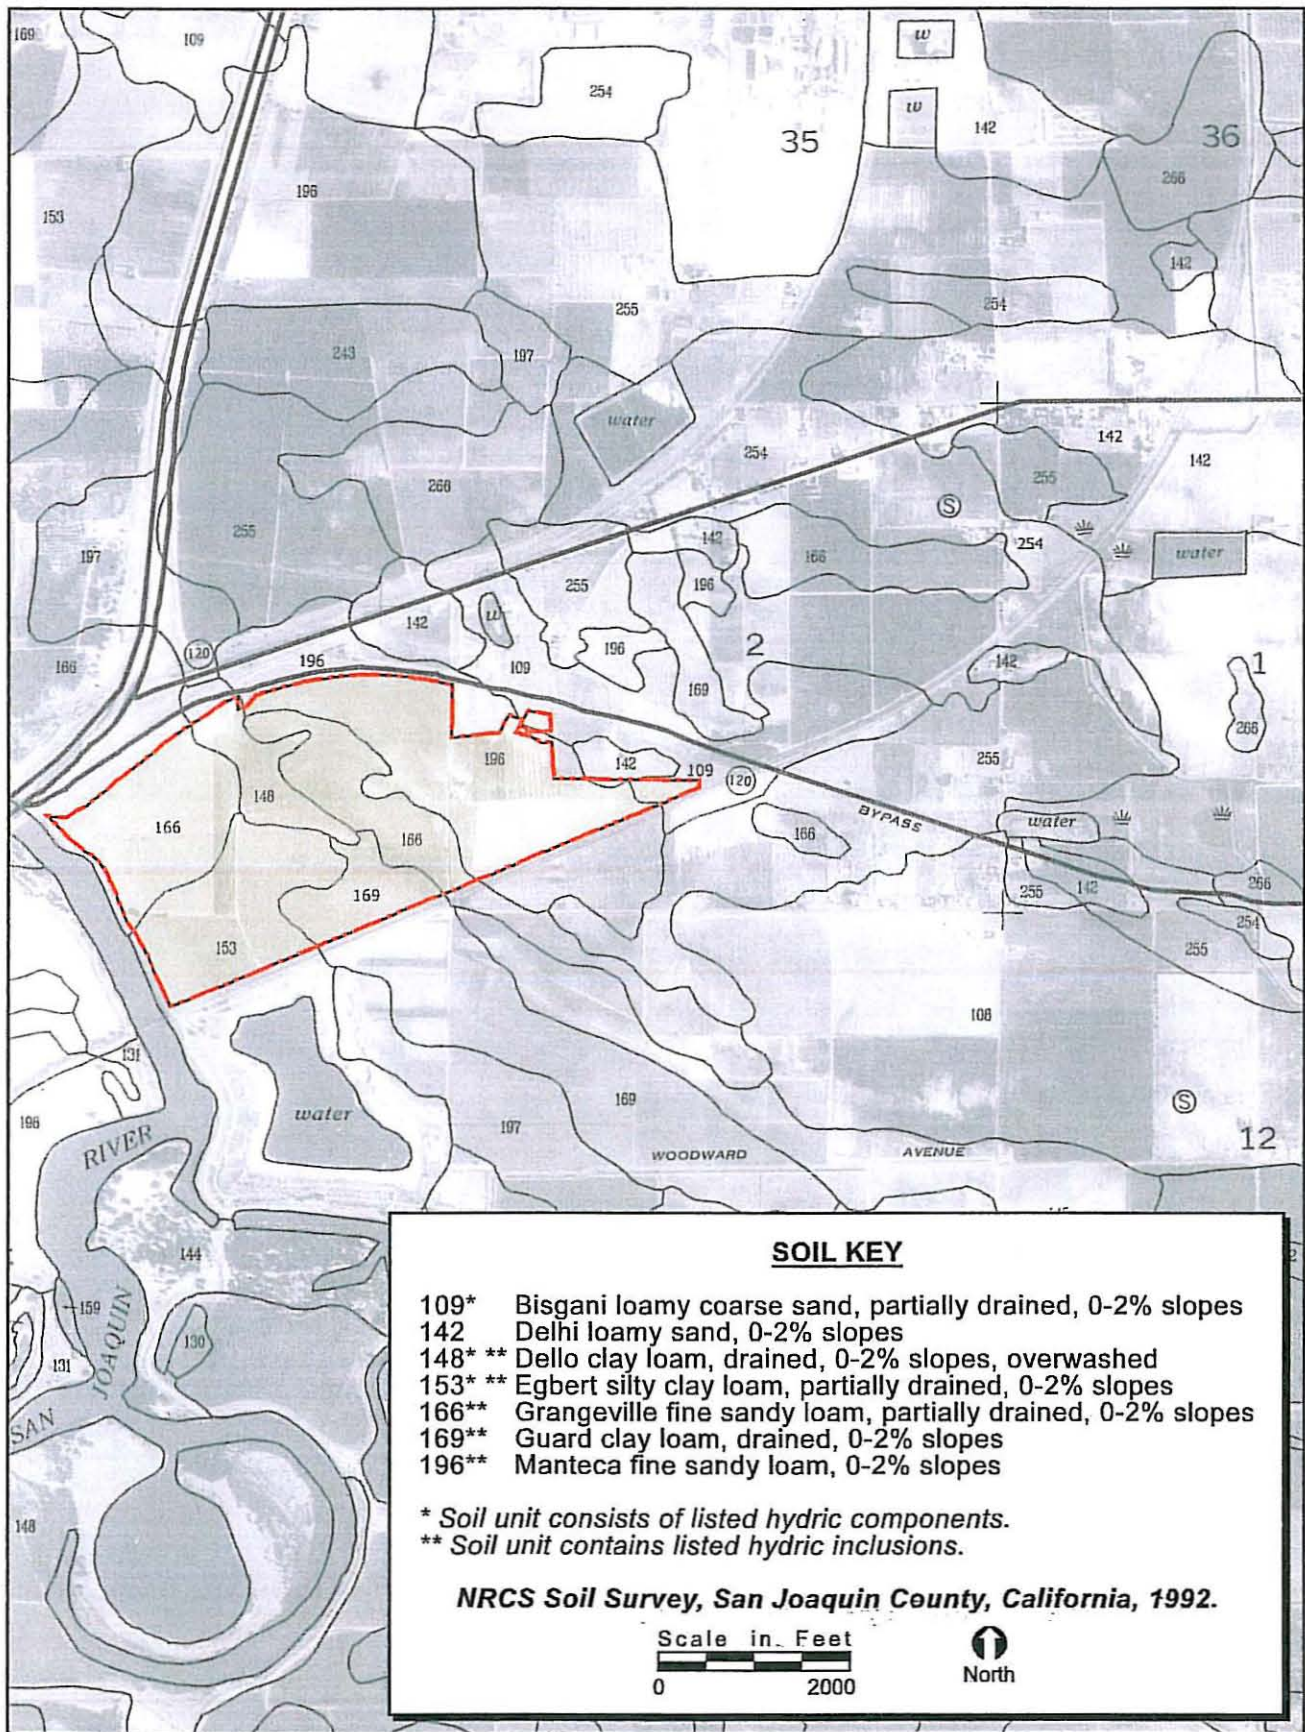 169
109
254
w
w
142
35
36
266
153
196
142
254
255
243
197
water
142
254
142
255
266
S
255
254
water
197
142
166
255
196
w
142
196
2
142
1
120
196
109
166
169
266
196
142
109
120
255
148
166
166
166
BYPASS
water
266
169
255
142
254
153
255
108
131
water
169
S
196
197
12
RIVER
WOODWARD AVENUE
144
159
JOAQUIN
130
131
SAN
148
SOIL KEY
109* Bisgani loamy coarse sand, partially drained, 0-2% slopes
142 Delhi loamy sand, 0-2% slopes
148* ** Dello clay loam, drained, 0-2% slopes, overwashed
153* ** Egbert silty clay loam, partially drained, 0-2% slopes
166** Grangeville fine sandy loam, partially drained, 0-2% slopes
169** Guard clay loam, drained, 0-2% slopes
196** Manteca fine sandy loam, 0-2% slopes
* Soil unit consists of listed hydric components.
** Soil unit contains listed hydric inclusions.
NRCS Soil Survey, San Joaquin County, California, 1992.
Scale in Feet
0 2000
North